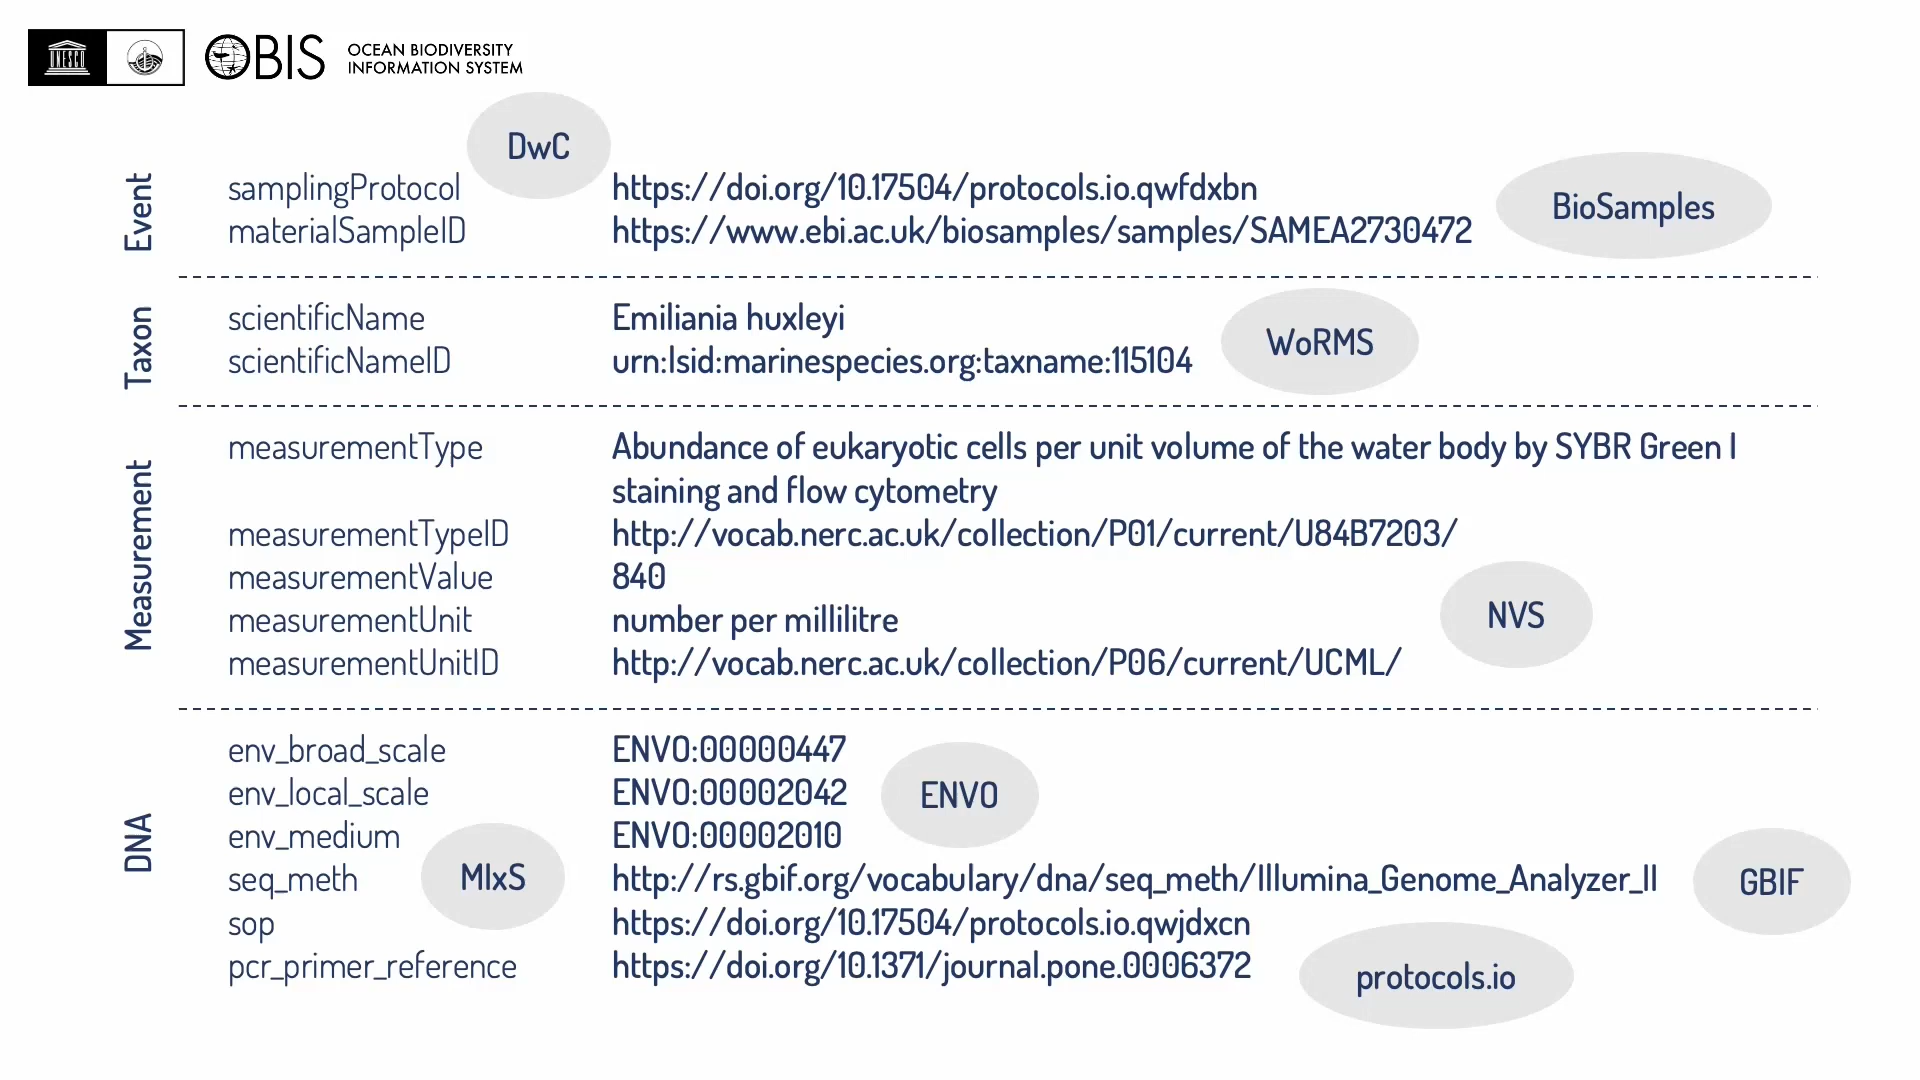 UNESCO
OBIS
OCEAN BIODIVERSITY
INFORMATION SYSTEM
DwC
Event
samplingProtocol https://doi.org/10.17504/protocols.io.qwfdxbn
materialSampleID https://www.ebi.ac.uk/biosamples/samples/SAMEA2730472
BioSamples
Taxon
scientificName Emiliania huxleyi
scientificNameID urn:lsid:marinespecies.org:taxname:115104
WoRMS
Measurement
measurementType Abundance of eukaryotic cells per unit volume of the water body by SYBR Green I
staining and flow cytometry
measurementTypeID http://vocab.nerc.ac.uk/collection/P01/current/U84B7203/
measurementValue 840
measurementUnit number per millilitre
measurementUnitID http://vocab.nerc.ac.uk/collection/P06/current/UCML/
NVS
DNA
env_broad_scale ENVO:00000447
env_local_scale ENVO:00002042
env_medium ENVO:00002010
ENVO
seq_meth http://rs.gbif.org/vocabulary/dna/seq_meth/Illumina_Genome_Analyzer_II
MIxS
GBIF
sop https://doi.org/10.17504/protocols.io.qwjdxcn
pcr_primer_reference https://doi.org/10.1371/journal.pone.0006372
protocols.io